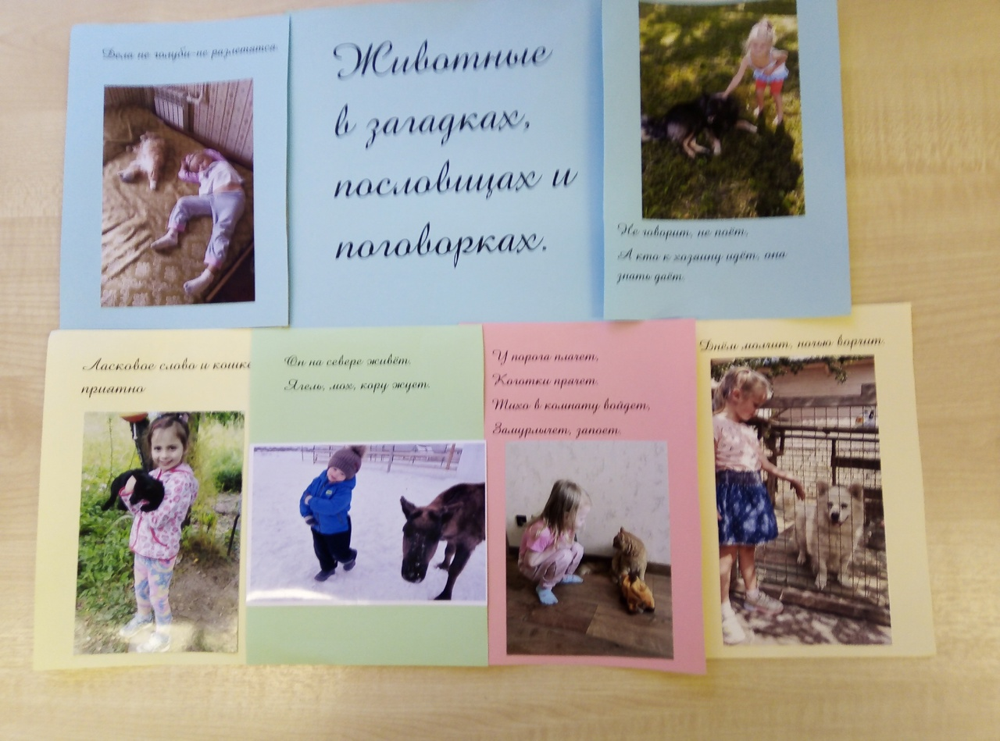 Дела не голуби-не разлетятся
Животные
в загадках,
пословицах и
поговорках.
Не говорит, не поёт,
А кто к хозяину идёт, она
знать даёт.
Ласковое слово и кошке
приятно
Он на севере живёт.
Ягель, мох, кору жует.
У порога плачет,
Коготки прячет.
Тихо в комнату войдет,
Замурлычет, запоет.
Днём молчит, ночью ворчит.